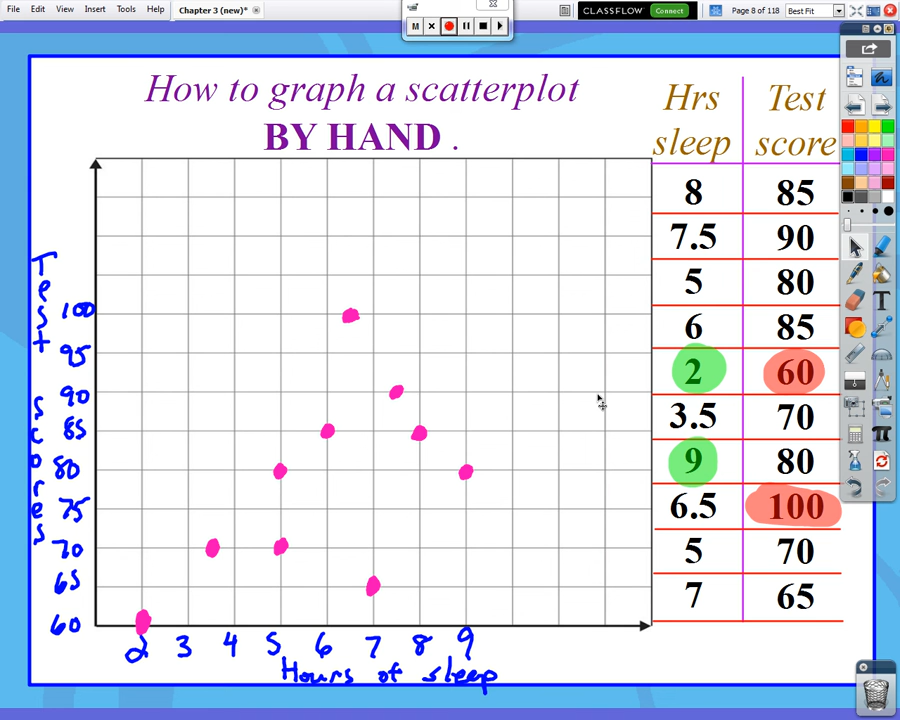 File Edit View Insert Tools Help Chapter 3 (new)* CLASSFLOW Connect Page 8 of 118 Best Fit
M
How to graph a scatterplot
BY HAND .
Hrs sleep Test score
8 85
7.5 90
5 80
6 85
2 60
3.5 70
9 80
6.5 100
5 70
7 65
Test scores
100
95
90
85
80
75
70
65
60
2 3 4 5 6 7 8 9
Hours of sleep
T
π